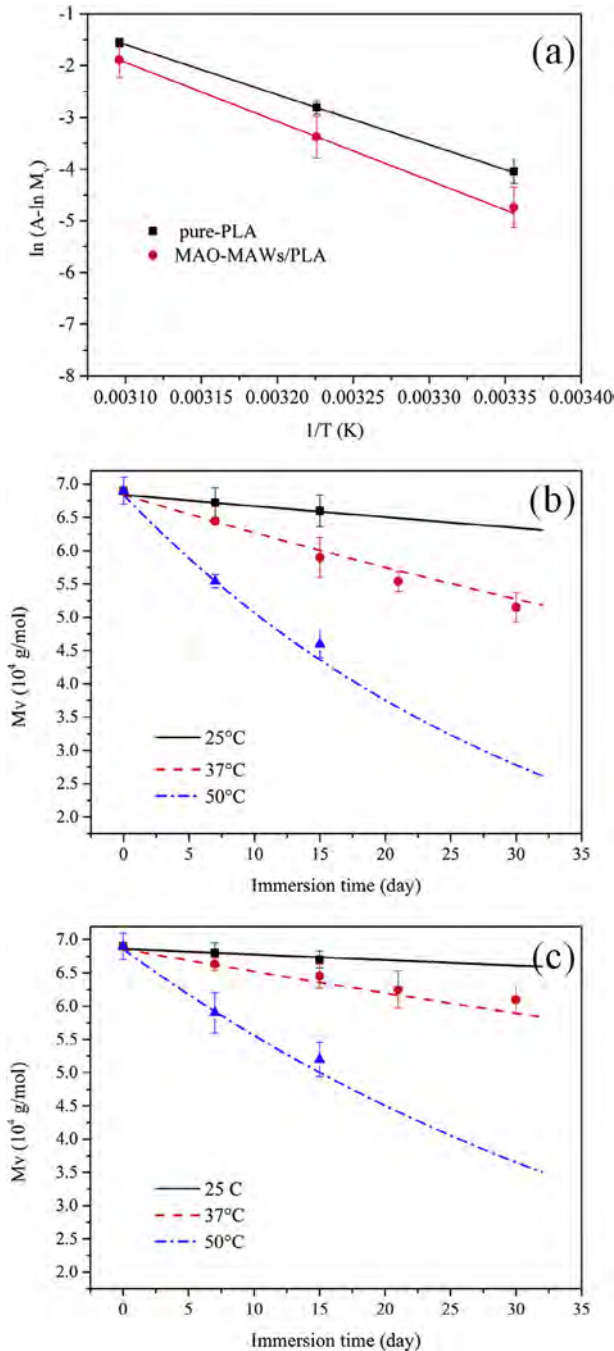 -1
(a)
-2
-3
-4
-5
-6
-7
-8
ln (A-ln Mv)
pure-PLA
MAO-MAWs/PLA
0.00310 0.00315 0.00320 0.00325 0.00330 0.00335 0.003400
1/T (K)
7.0
(b)
6.5
6.0
5.5
5.0
4.5
4.0
3.5
3.0
2.5
2.0
Mv (10⁴ g/mol)
25°C
37°C
50°C
0 5 10 15 20 25 30 35
Immersion time (day)
7.0
(c)
6.5
6.0
5.5
5.0
4.5
4.0
3.5
3.0
2.5
2.0
Mv (10⁴ g/mol)
25 C
37°C
50°C
0 5 10 15 20 25 30 35
Immersion time (day)